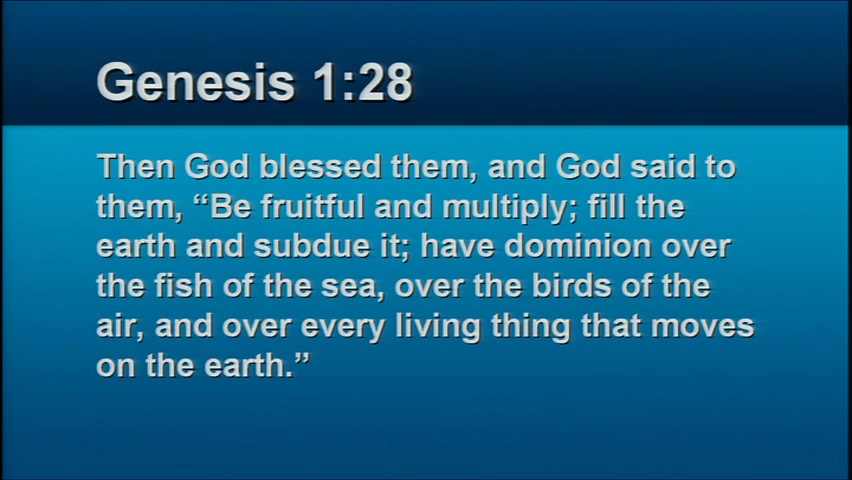 Genesis 1:28
Then God blessed them, and God said to
them, “Be fruitful and multiply; fill the
earth and subdue it; have dominion over
the fish of the sea, over the birds of the
air, and over every living thing that moves
on the earth.”